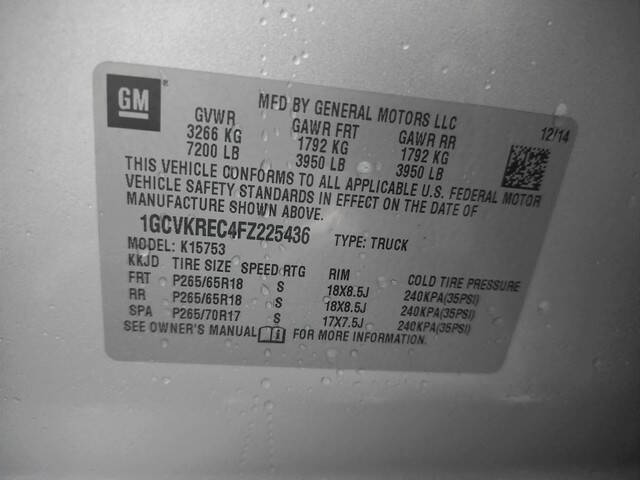 GM ®
MFD BY GENERAL MOTORS LLC
GVWR GAWR FRT GAWR RR 12/14
3266 KG 1792 KG 1792 KG
7200 LB 3950 LB 3950 LB
THIS VEHICLE CONFORMS TO ALL APPLICABLE U.S. FEDERAL MOTOR
VEHICLE SAFETY STANDARDS IN EFFECT ON THE DATE OF
MANUFACTURE SHOWN ABOVE.
1GCVKREC4FZ225436 TYPE: TRUCK
MODEL: K15753
KKJD TIRE SIZE SPEED RTG RIM COLD TIRE PRESSURE
FRT P265/65R18 S 18X8.5J 240KPA(35PSI)
RR P265/65R18 S 18X8.5J 240KPA(35PSI)
SPA P265/70R17 S 17X7.5J 240KPA(35PSI)
SEE OWNER'S MANUAL FOR MORE INFORMATION.